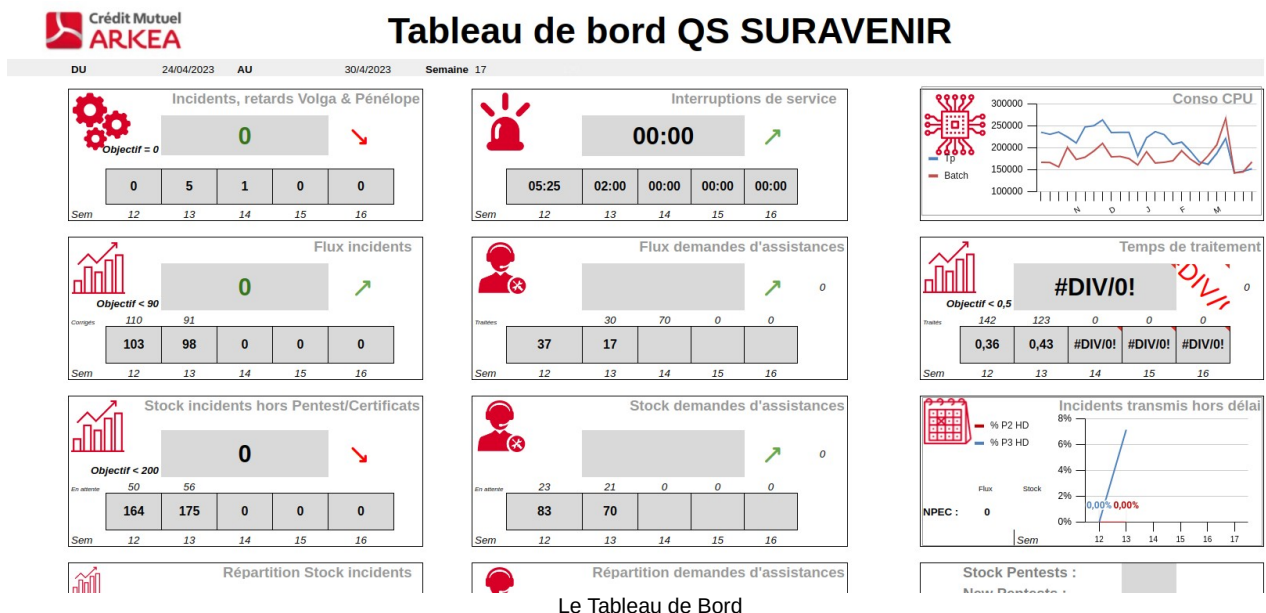 Crédit Mutuel
ARKEA
Tableau de bord QS SURAVENIR
DU 24/04/2023 AU 30/4/2023 Semaine 17
Incidents, retards Volga & Pénélope
0
Objectif = 0
0 5 1 0 0
Sem 12 13 14 15 16
Interruptions de service
00:00
05:25 02:00 00:00 00:00 00:00
Sem 12 13 14 15 16
Conso CPU
300000
250000
200000
150000
100000
Tp
Batch
N D J F M
Flux incidents
0
Objectif < 90
Corrigés 110 91
103 98 0 0 0
Sem 12 13 14 15 16
Flux demandes d'assistances
0
Traitées 30 70 0 0
37 17
Sem 12 13 14 15 16
Temps de traitement
#DIV/0!
0
Objectif < 0,5
Traités 142 123 0 0 0
0,36 0,43 #DIV/0! #DIV/0! #DIV/0!
Sem 12 13 14 15 16
Stock incidents hors Pentest/Certificats
0
Objectif < 200
En attente 50 56
164 175 0 0 0
Sem 12 13 14 15 16
Stock demandes d'assistances
0
En attente 23 21 0 0 0
83 70
Sem 12 13 14 15 16
Incidents transmis hors délai
% P2 HD
% P3 HD
8%
6%
4%
2%
0%
0,00% 0,00%
Flux Stock
NPEC : 0
Sem 12 13 14 15 16 17
Répartition Stock incidents
Répartition demandes d'assistances
Stock Pentests :
New Pentests :
Le Tableau de Bord